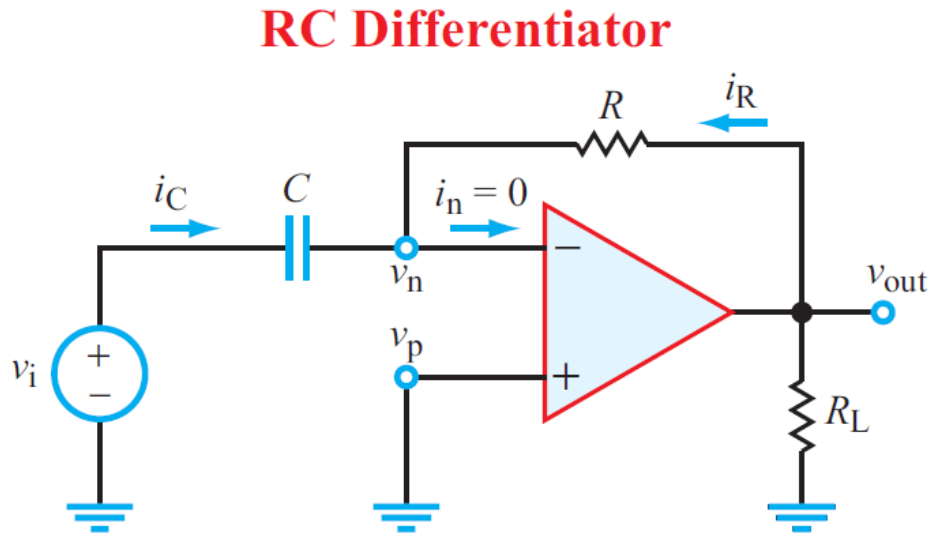 RC Differentiator
R
iR
iC
C
in = 0
−
vn
vout
vi
+
−
vp
+
RL